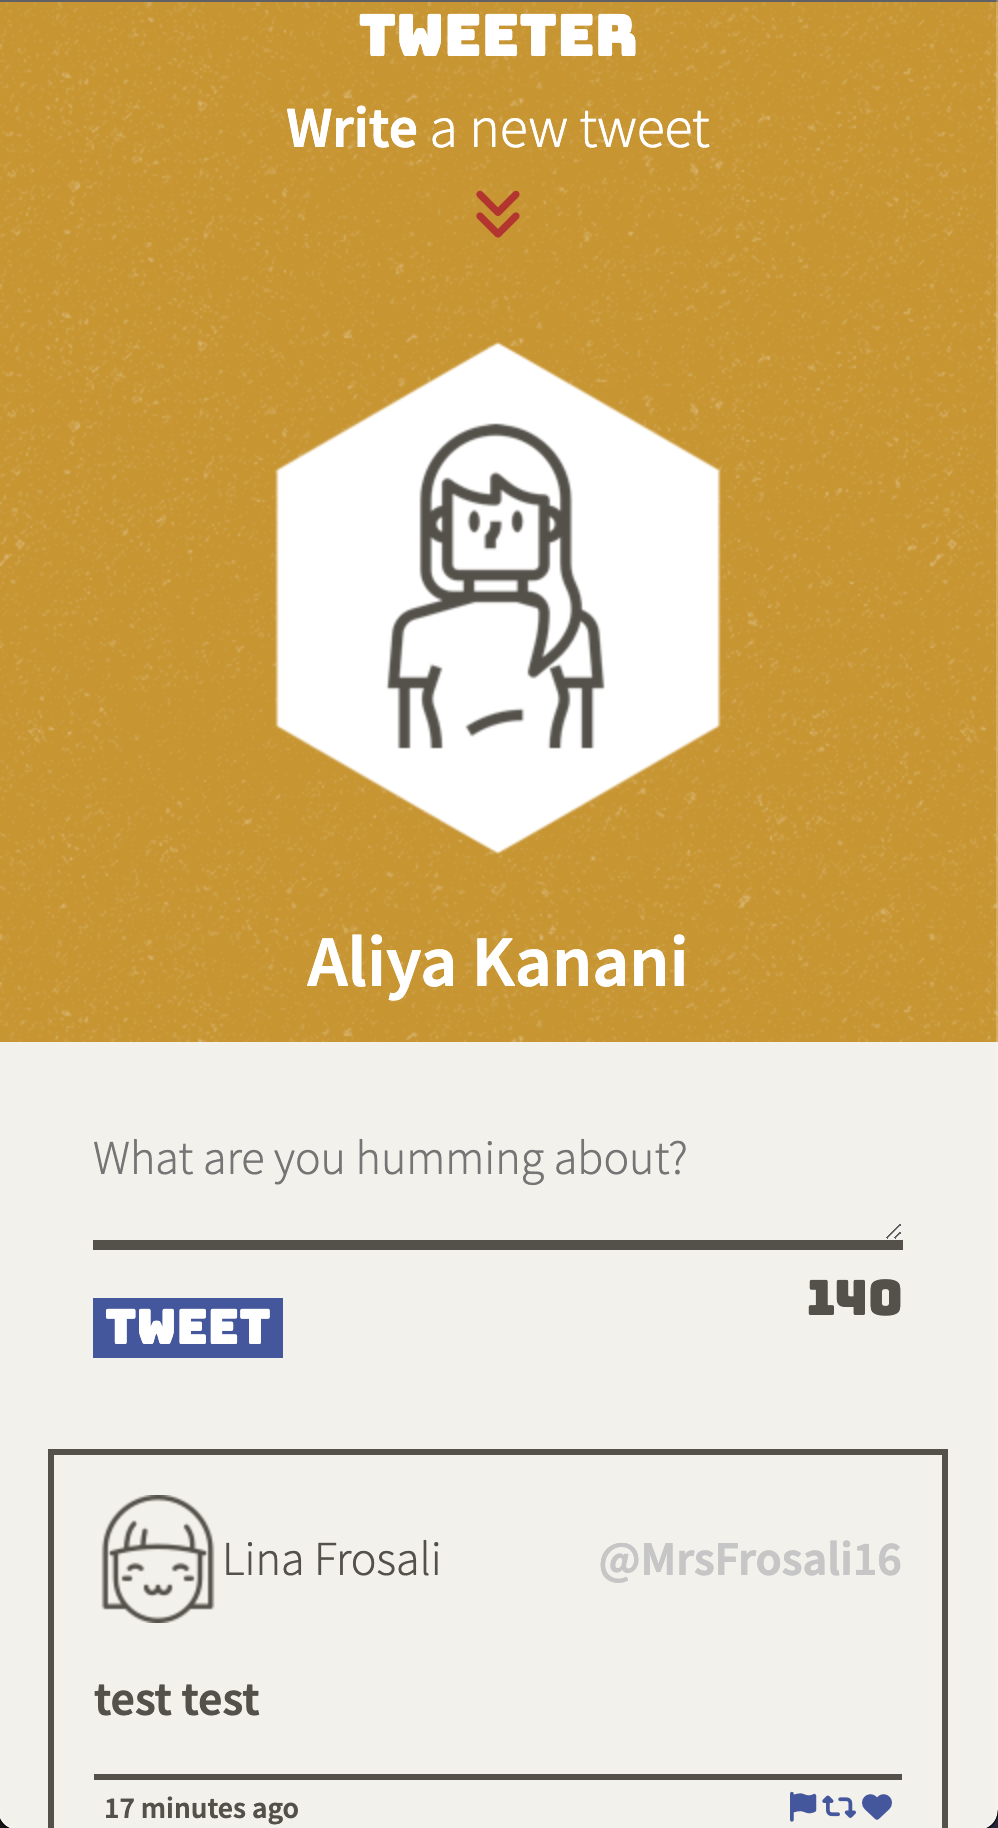 TWEETER
Write a new tweet
Aliya Kanani
What are you humming about?
140
TWEET
Lina Frosali @MrsFrosali16
test test
17 minutes ago